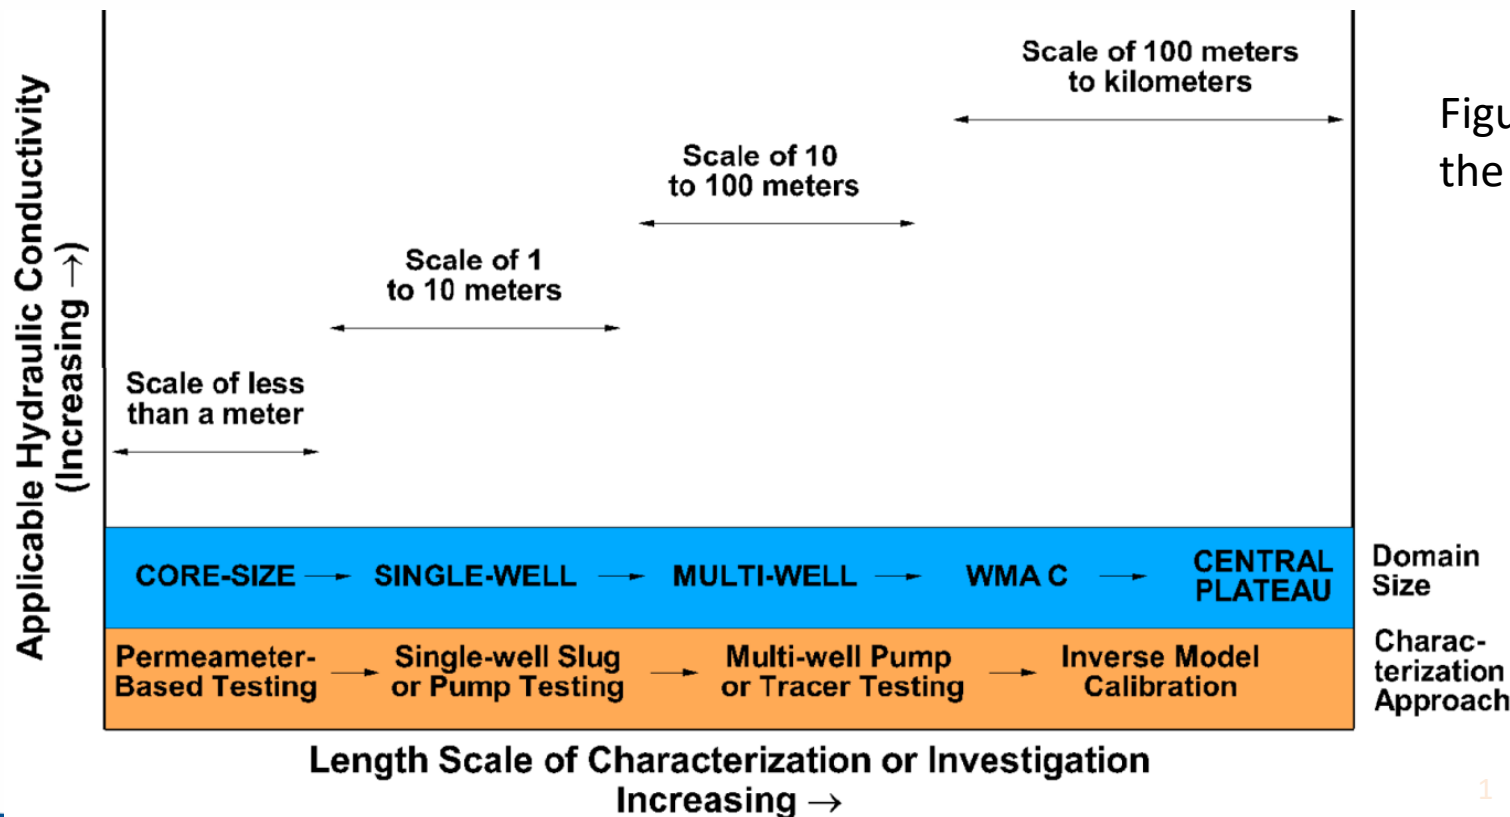 Scale of 100 meters
to kilometers
Scale of 10
to 100 meters
Scale of 1
to 10 meters
Scale of less
than a meter
Applicable Hydraulic Conductivity
(Increasing →)
CORE-SIZE → SINGLE-WELL → MULTI-WELL → WMA C → CENTRAL
PLATEAU
Domain
Size
Permeameter-
Based Testing
Single-well Slug
or Pump Testing
Multi-well Pump
or Tracer Testing
Inverse Model
Calibration
Charac-
terization
Approach
Length Scale of Characterization or Investigation
Increasing →
the
1